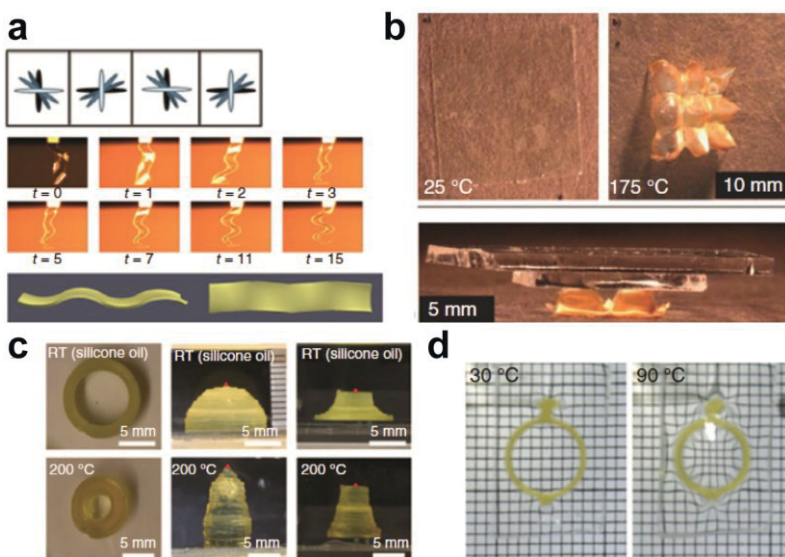 a
t = 0
t = 1
t = 2
t = 3
t = 5
t = 7
t = 11
t = 15
b
25 °C
175 °C
10 mm
5 mm
c
RT (silicone oil)
5 mm
RT (silicone oil)
5 mm
RT (silicone oil)
5 mm
200 °C
5 mm
200 °C
5 mm
200 °C
5 mm
d
30 °C
90 °C